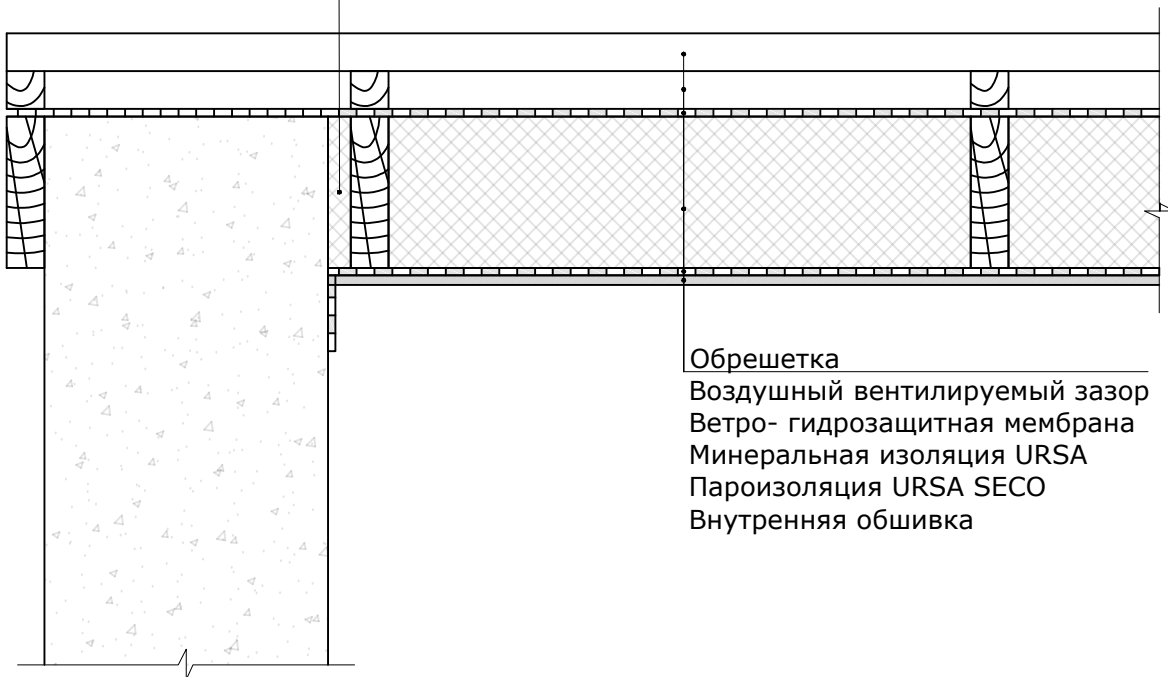 Обрешетка
Воздушный вентилируемый зазор
Ветро- гидрозащитная мембрана
Минеральная изоляция URSA
Пароизоляция URSA SECO
Внутренняя обшивка